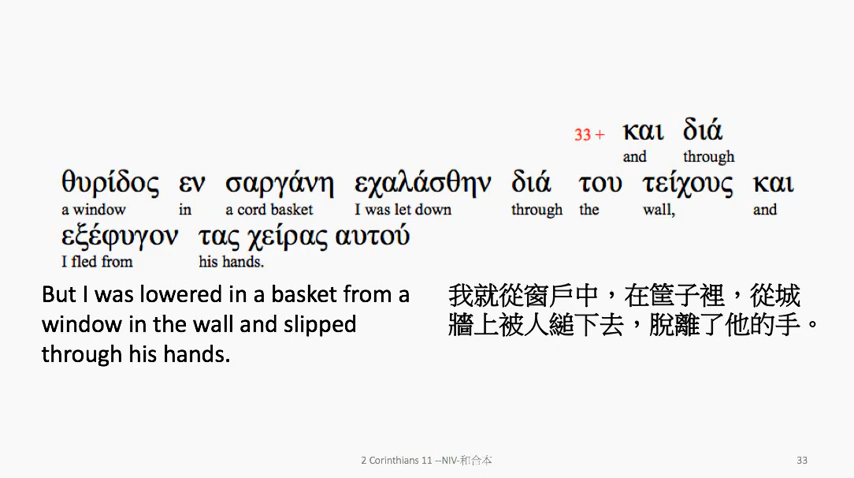 33+ και διά
and through
θυρίδος εν σαργάνη εχαλάσθην διά του τείχους και
a window in a cord basket I was let down through the wall, and
εξέφυγον τας χείρας αυτού
I fled from his hands.
But I was lowered in a basket from a
window in the wall and slipped
through his hands.
我就從窗戶中，在筐子裡，從城
牆上被人縋下去，脫離了他的手。
2 Corinthians 11 --NIV-和合本
33